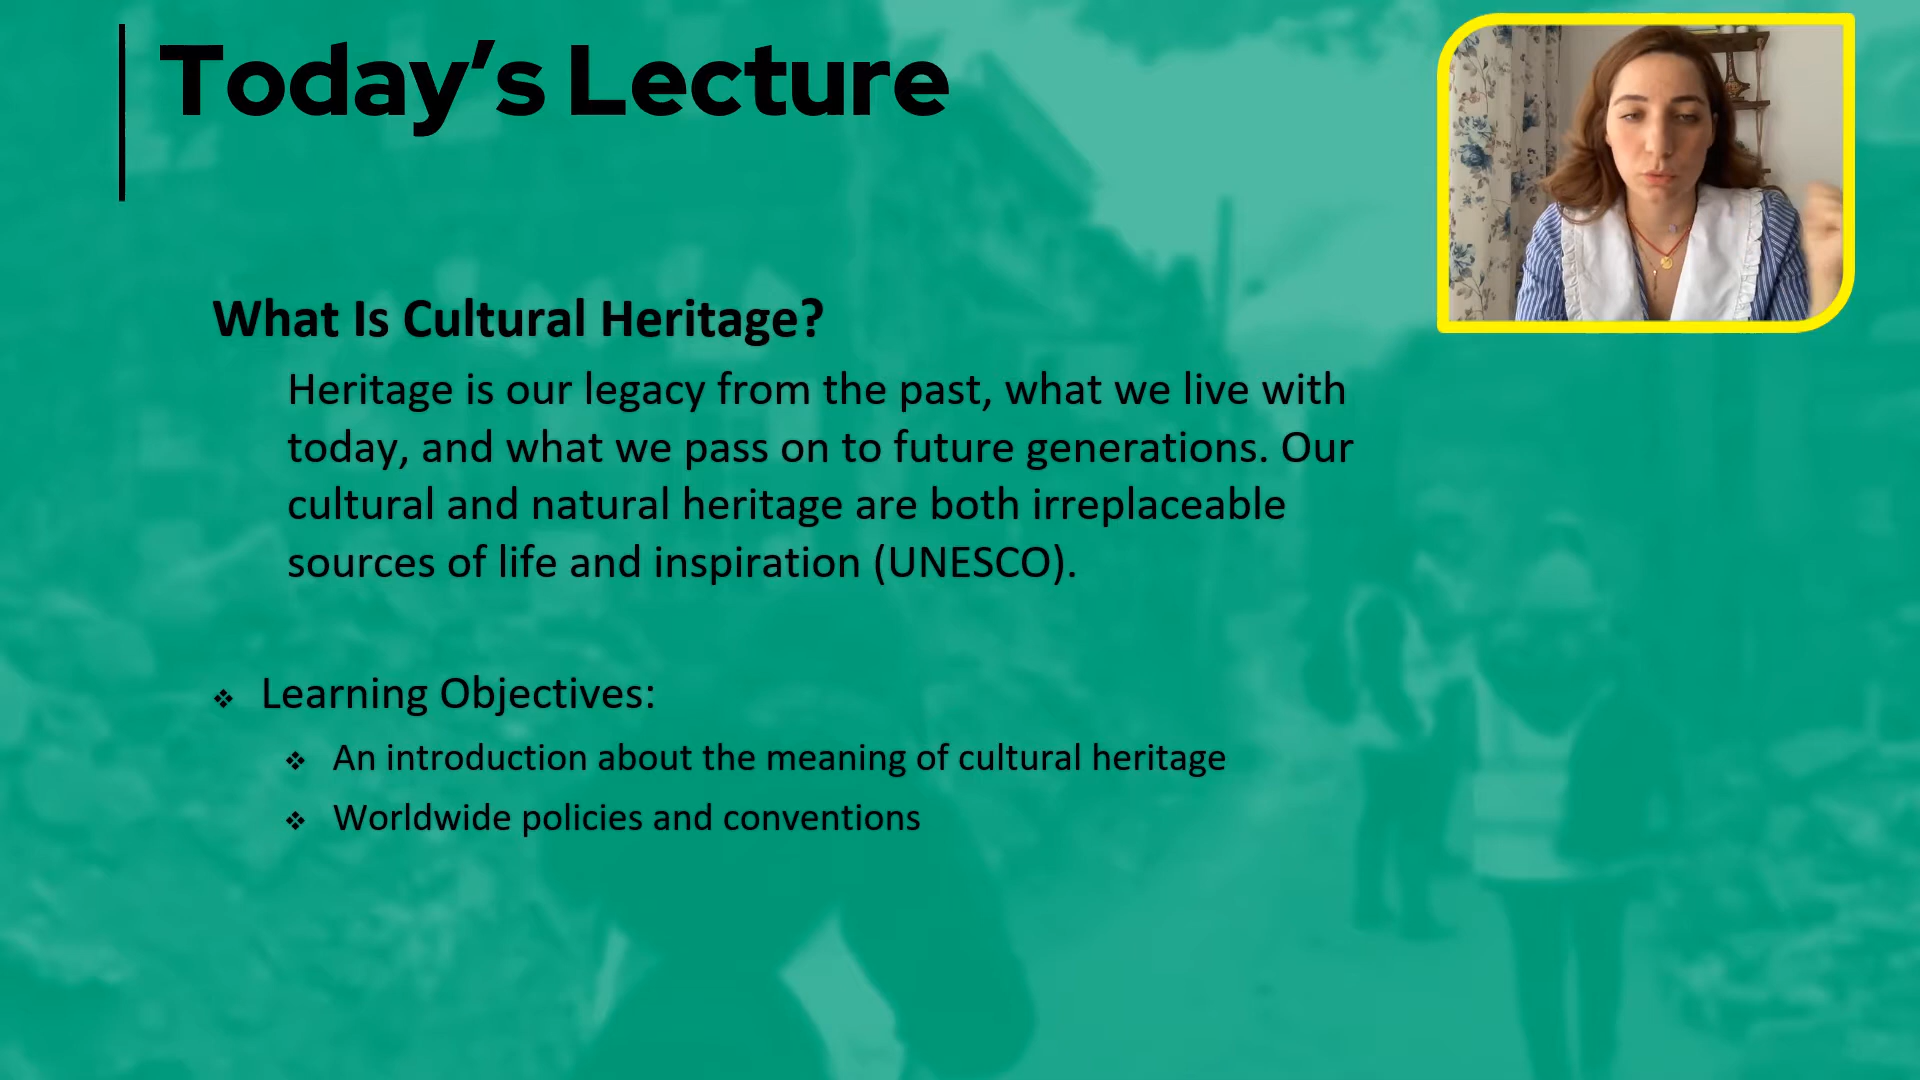 Today’s Lecture
What Is Cultural Heritage?
Heritage is our legacy from the past, what we live with
today, and what we pass on to future generations. Our
cultural and natural heritage are both irreplaceable
sources of life and inspiration (UNESCO).
❖ Learning Objectives:
❖ An introduction about the meaning of cultural heritage
❖ Worldwide policies and conventions